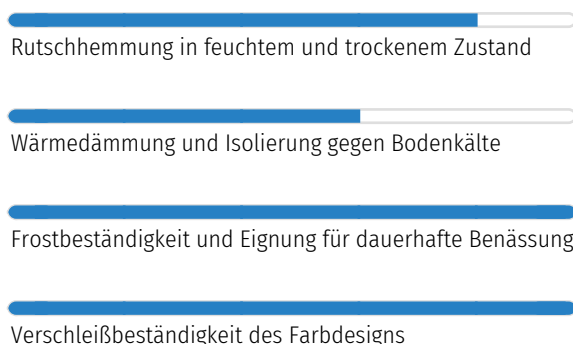 Rutschhemmung in feuchtem und trockenem Zustand
Wärmedämmung und Isolierung gegen Bodenkälte
Frostbeständigkeit und Eignung für dauerhafte Benässung
Verschleißbeständigkeit des Farbdesigns